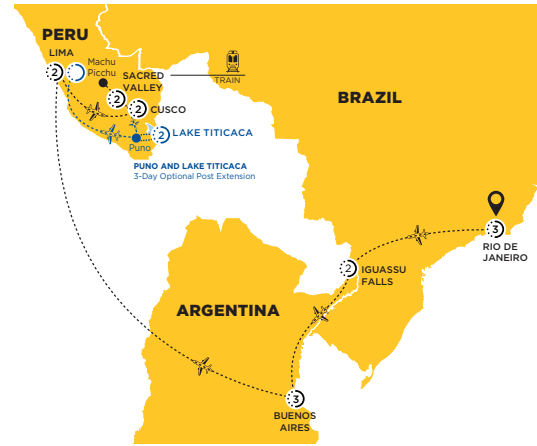 PERU
LIMA
2
Machu
Picchu
SACRED
VALLEY
2
TRAIN
2
CUSCO
Puno
2
LAKE TITICACA
PUNO AND LAKE TITICACA
3-Day Optional Post Extension
BRAZIL
3
RIO DE
JANEIRO
2
IGUASSU
FALLS
ARGENTINA
3
BUENOS
AIRES